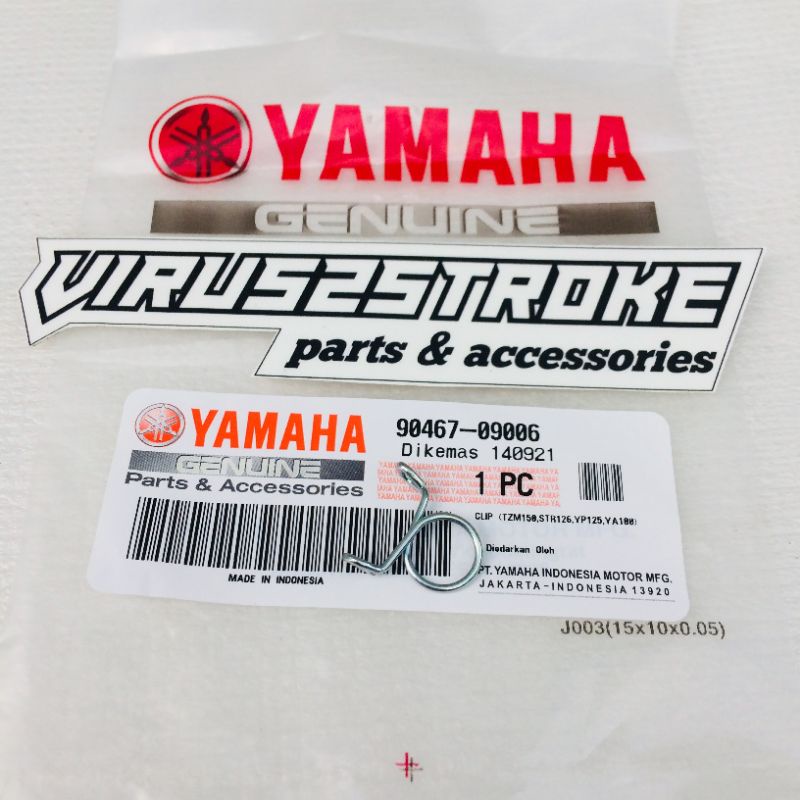 YAMAHA
GENUINE
VIRUS2STROKE
parts & accessories
YAMAHA
GENUINE
Parts & Accessories
90467-09006
Dikemas 140921
1 PC
CLIP (TZM150,STR126,YP125,YA100)
Diedarkan Oleh
PT. YAMAHA INDONESIA MOTOR MFG.
JAKARTA-INDONESIA 13920
MADE IN INDONESIA
J003(15x10x0.05)